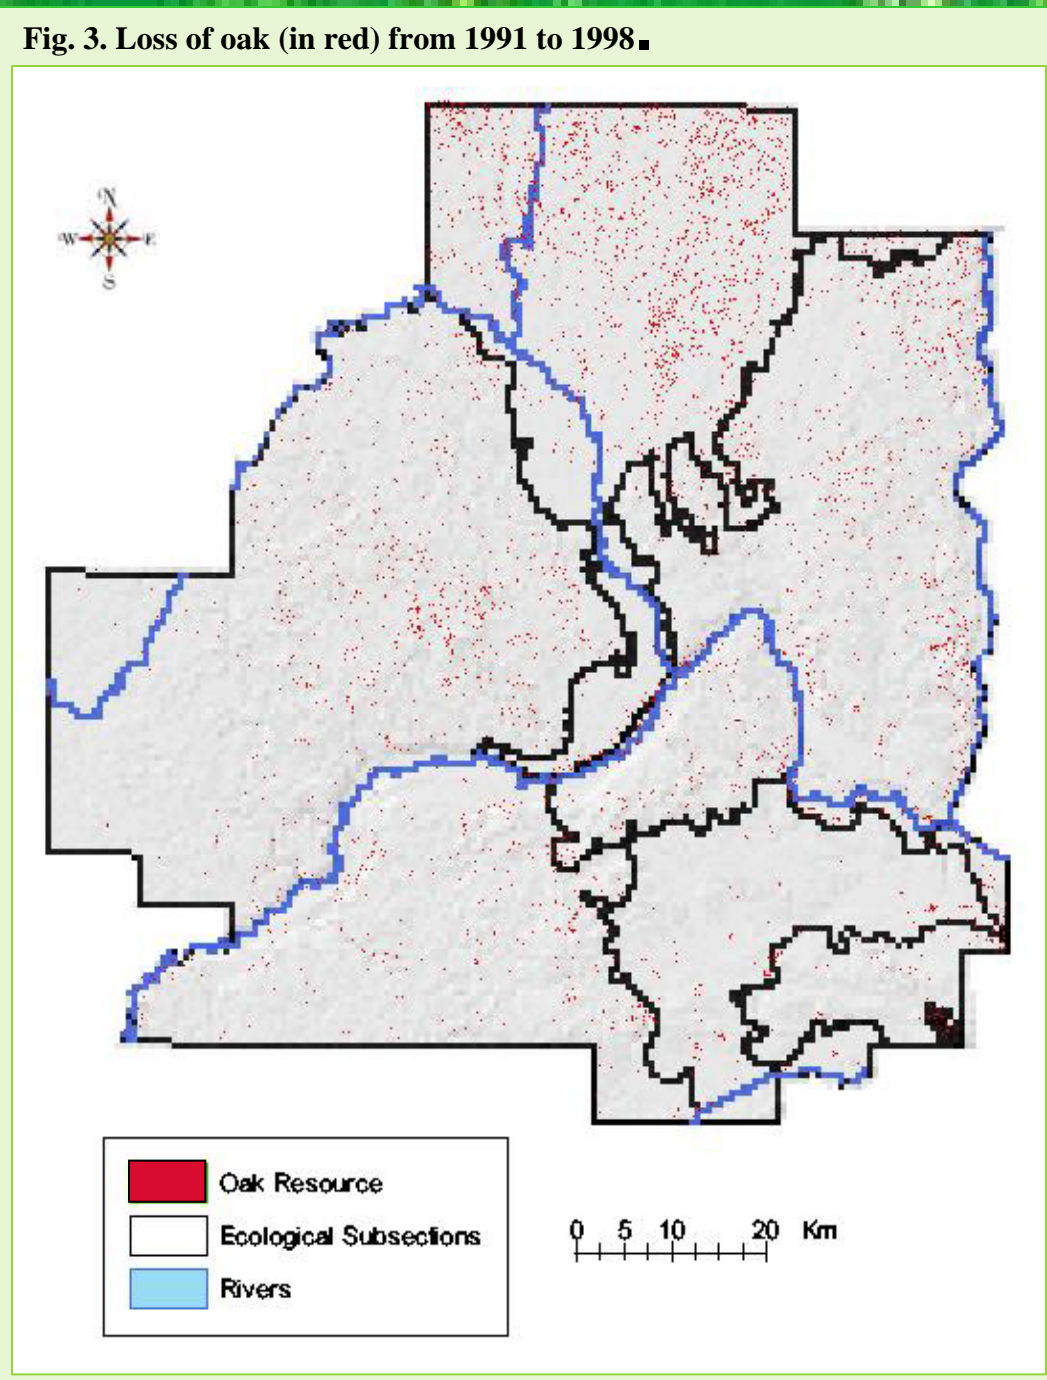 Fig. 3. Loss of oak (in red) from 1991 to 1998.
N
W E
S
Oak Resource
Ecological Subsections
Rivers
0 5 10 20 Km